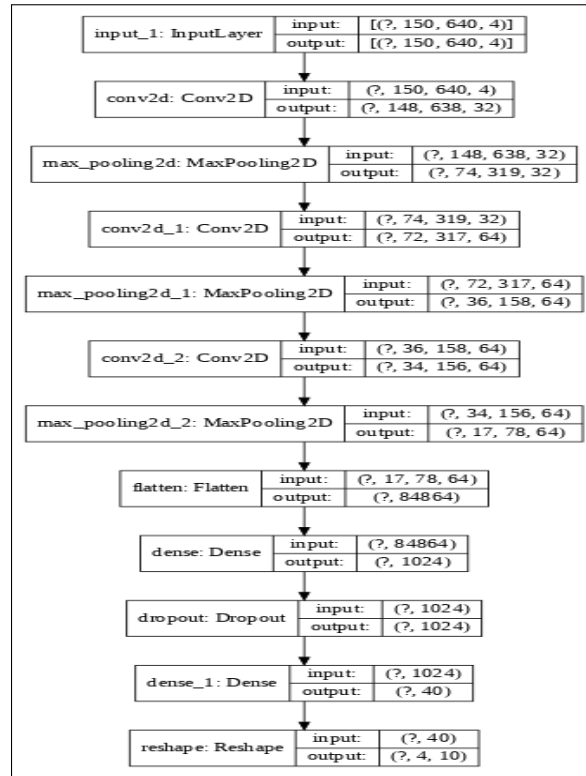 input_1: InputLayer input: [(?, 150, 640, 4)]
output: [(?, 150, 640, 4)]
conv2d: Conv2D input: (?, 150, 640, 4)
output: (?, 148, 638, 32)
max_pooling2d: MaxPooling2D input: (?, 148, 638, 32)
output: (?, 74, 319, 32)
conv2d_1: Conv2D input: (?, 74, 319, 32)
output: (?, 72, 317, 64)
max_pooling2d_1: MaxPooling2D input: (?, 72, 317, 64)
output: (?, 36, 158, 64)
conv2d_2: Conv2D input: (?, 36, 158, 64)
output: (?, 34, 156, 64)
max_pooling2d_2: MaxPooling2D input: (?, 34, 156, 64)
output: (?, 17, 78, 64)
flatten: Flatten input: (?, 17, 78, 64)
output: (?, 84864)
dense: Dense input: (?, 84864)
output: (?, 1024)
dropout: Dropout input: (?, 1024)
output: (?, 1024)
dense_1: Dense input: (?, 1024)
output: (?, 40)
reshape: Reshape input: (?, 40)
output: (?, 4, 10)